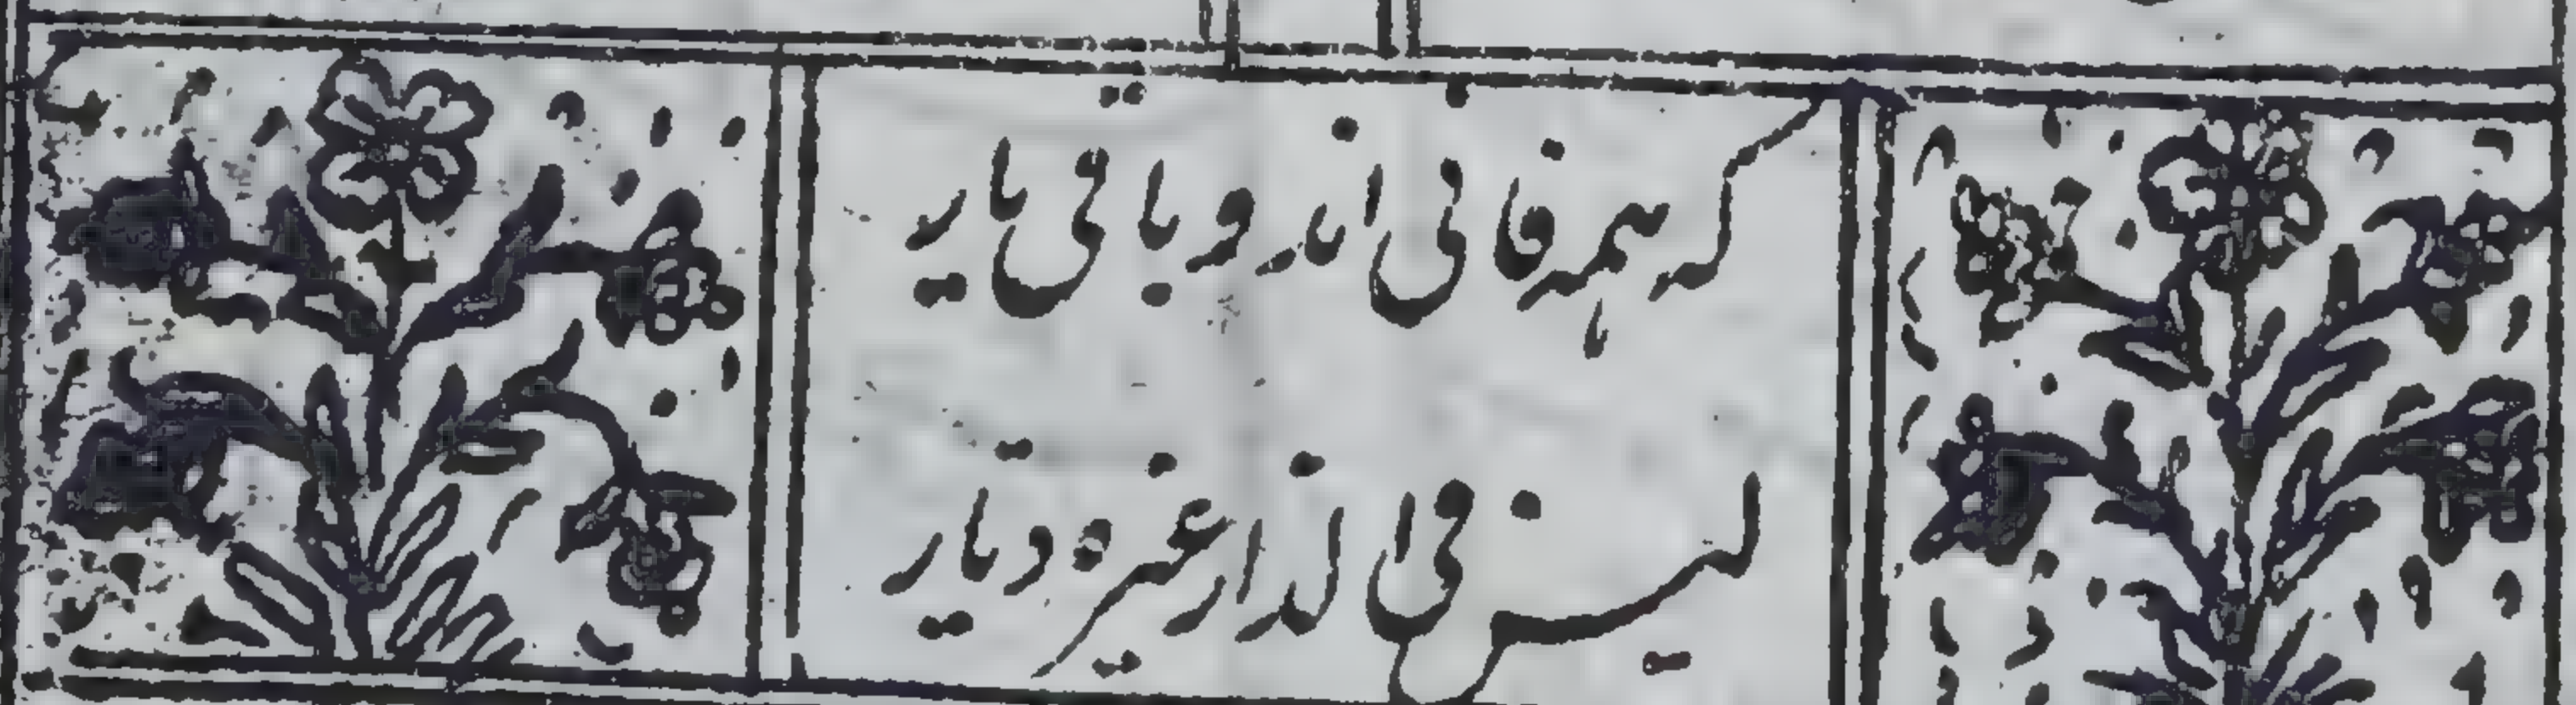 که همه فانی اند و باقی یار
لیس فی الدار غیره دیار